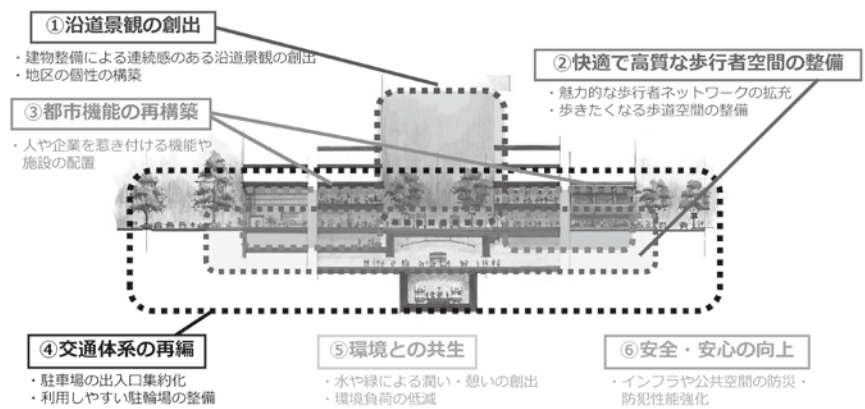 ①沿道景観の創出
・建物整備による連続感のある沿道景観の創出
・地区の個性の構築
②快適で高質な歩行者空間の整備
・魅力的な歩行者ネットワークの拡充
・歩きたくなる歩道空間の整備
③都市機能の再構築
・人や企業を惹き付ける機能や
施設の配置
④交通体系の再編
・駐車場の出入口集約化
・利用しやすい駐輪場の整備
⑤環境との共生
・水や緑による潤い・憩いの創出
・環境負荷の低減
⑥安全・安心の向上
・インフラや公共空間の防災・
防犯性能強化